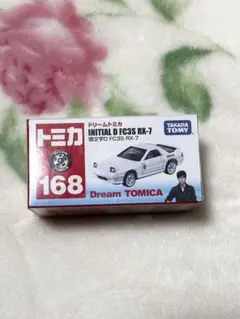 トミカ
168
ドリームトミカ
INITIAL D FC3S RX-7
頭文字D FC3S RX-7
TAKARA
TOMY
Dream TOMICA